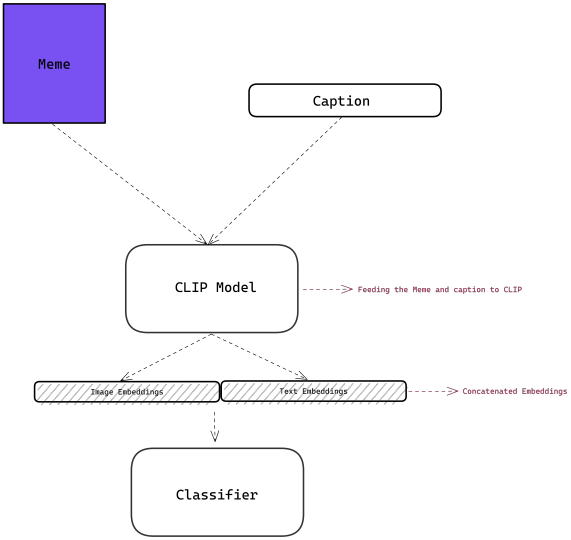 Meme
Caption
CLIP Model
Feeding the Meme and caption to CLIP
Image Embeddings
Text Embeddings
Concatenated Embeddings
Classifier